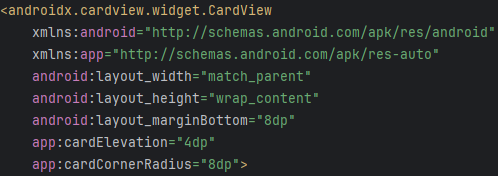 <androidx.cardview.widget.CardView
xmlns:android="http://schemas.android.com/apk/res/android"
xmlns:app="http://schemas.android.com/apk/res-auto"
android:layout_width="match_parent"
android:layout_height="wrap_content"
android:layout_marginBottom="8dp"
app:cardElevation="4dp"
app:cardCornerRadius="8dp">